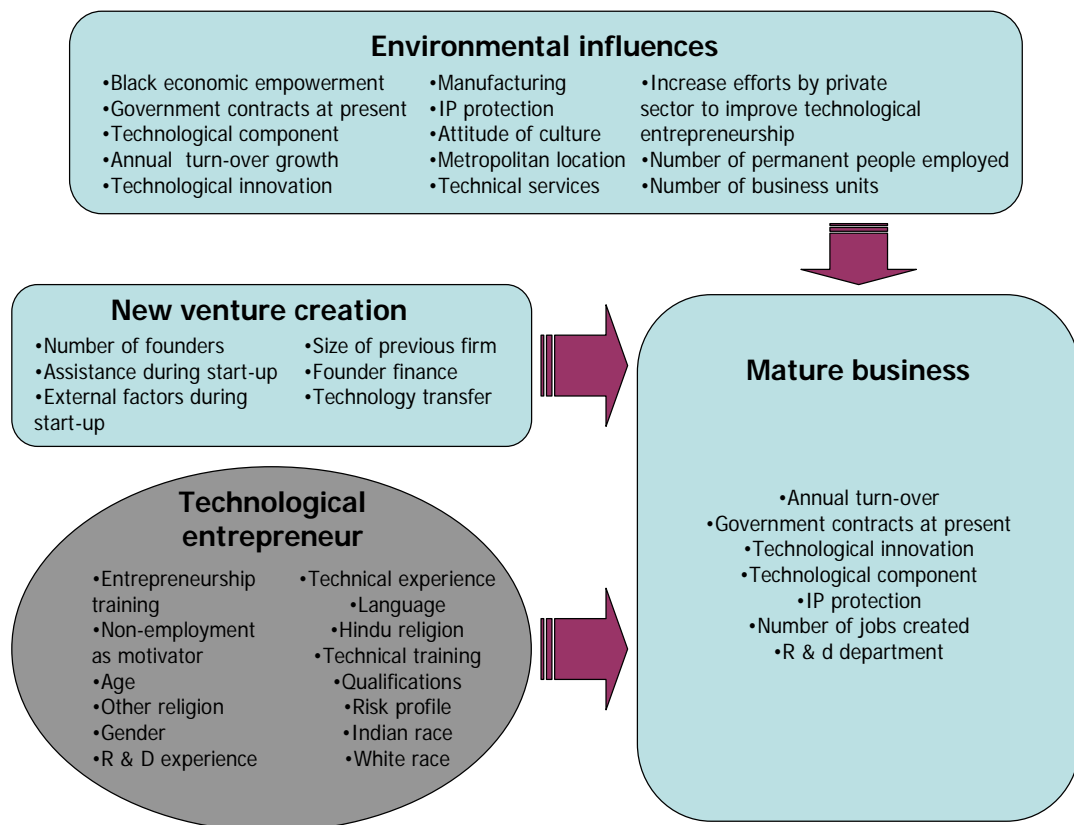 Environmental influences
•Black economic empowerment
•Government contracts at present
•Technological component
•Annual turn-over growth
•Technological innovation
•Manufacturing
•IP protection
•Attitude of culture
•Metropolitan location
•Technical services
•Increase efforts by private
sector to improve technological
entrepreneurship
•Number of permanent people employed
•Number of business units
New venture creation
•Number of founders
•Assistance during start-up
•External factors during
start-up
•Size of previous firm
•Founder finance
•Technology transfer
Technological
entrepreneur
•Entrepreneurship
training
•Non-employment
as motivator
•Age
•Other religion
•Gender
•R & D experience
•Technical experience
•Language
•Hindu religion
•Technical training
•Qualifications
•Risk profile
•Indian race
•White race
Mature business
•Annual turn-over
•Government contracts at present
•Technological innovation
•Technological component
•IP protection
•Number of jobs created
•R & d department